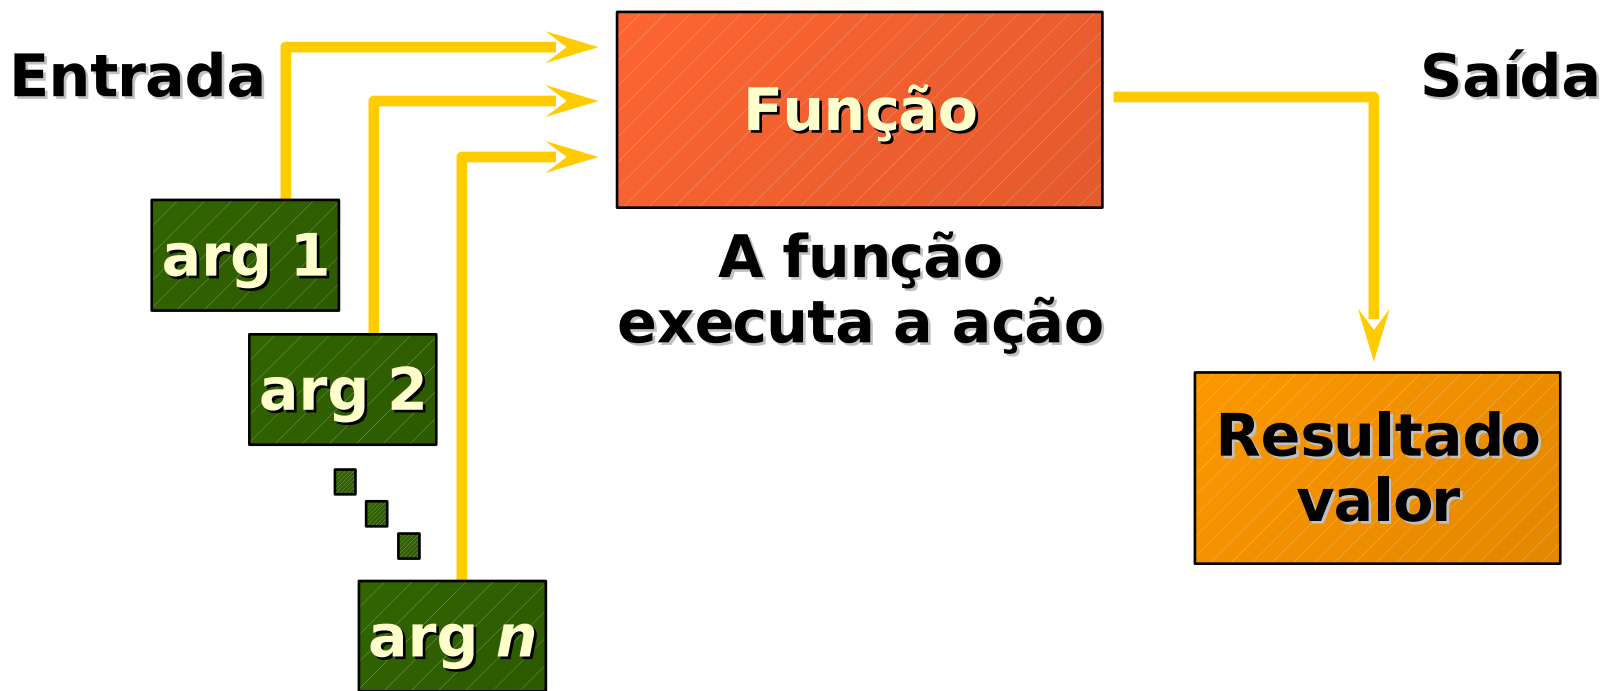 Entrada
Função
Saída
arg 1
A função
executa a ação
arg 2
Resultado
valor
arg n